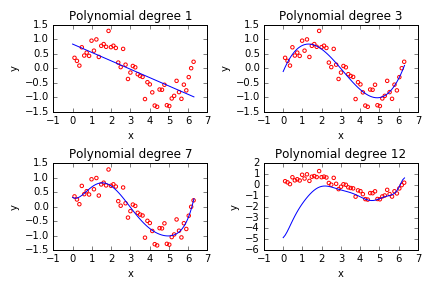 Polynomial degree 1
1.5
1.0
0.5
0.0
−0.5
−1.0
−1.5
y
−1 0 1 2 3 4 5 6 7
x
Polynomial degree 3
1.5
1.0
0.5
0.0
−0.5
−1.0
−1.5
y
−1 0 1 2 3 4 5 6 7
x
Polynomial degree 7
1.5
1.0
0.5
0.0
−0.5
−1.0
−1.5
y
−1 0 1 2 3 4 5 6 7
x
Polynomial degree 12
2
1
0
−1
−2
−3
−4
−5
−6
y
−1 0 1 2 3 4 5 6 7
x